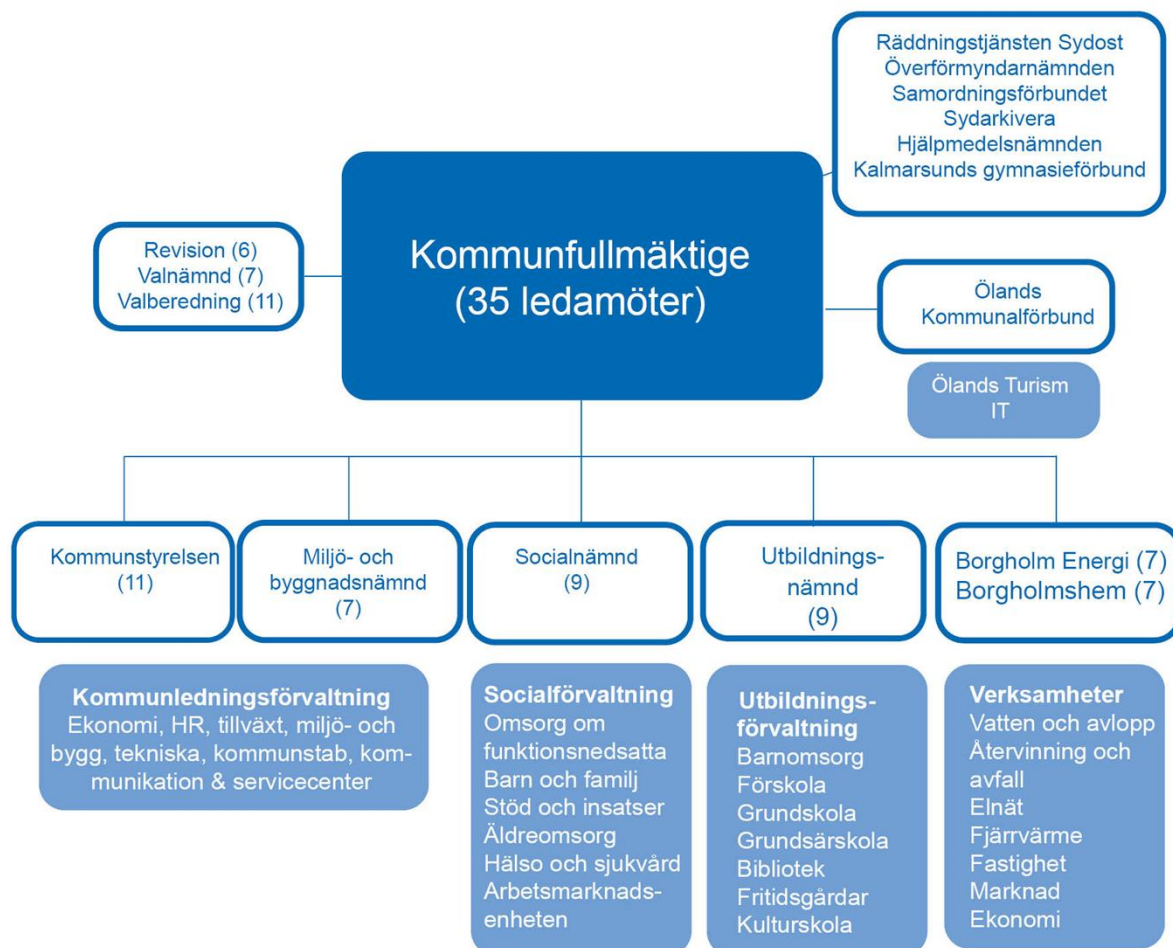 Räddningstjänsten Sydost
Överförmyndarnämnden
Samordningsförbundet
Sydarkivera
Hjälpmedelsnämnden
Kalmarsunds gymnasieförbund
Kommunfullmäktige
(35 ledamöter)
Revision (6)
Valnämnd (7)
Valberedning (11)
Ölands
Kommunalförbund
Ölands Turism
IT
Kommunstyrelsen
(11)
Miljö- och
byggnadsnämnd
(7)
Socialnämnd
(9)
Utbildnings-
nämnd
(9)
Borgholm Energi (7)
Borgholmshem (7)
Kommunledningsförvaltning
Ekonomi, HR, tillväxt, miljö- och
bygg, tekniska, kommunstab, kom-
munikation & servicecenter
Socialförvaltning
Omsorg om
funktionsnedsatta
Barn och familj
Stöd och insatser
Äldreomsorg
Hälso och sjukvård
Arbetsmarknads-
enheten
Utbildnings-
förvaltning
Barnomsorg
Förskola
Grundskola
Grundsärskola
Bibliotek
Fritidsgårdar
Kulturskola
Verksamheter
Vatten och avlopp
Återvinning och
avfall
Elnät
Fjärrvärme
Fastighet
Marknad
Ekonomi